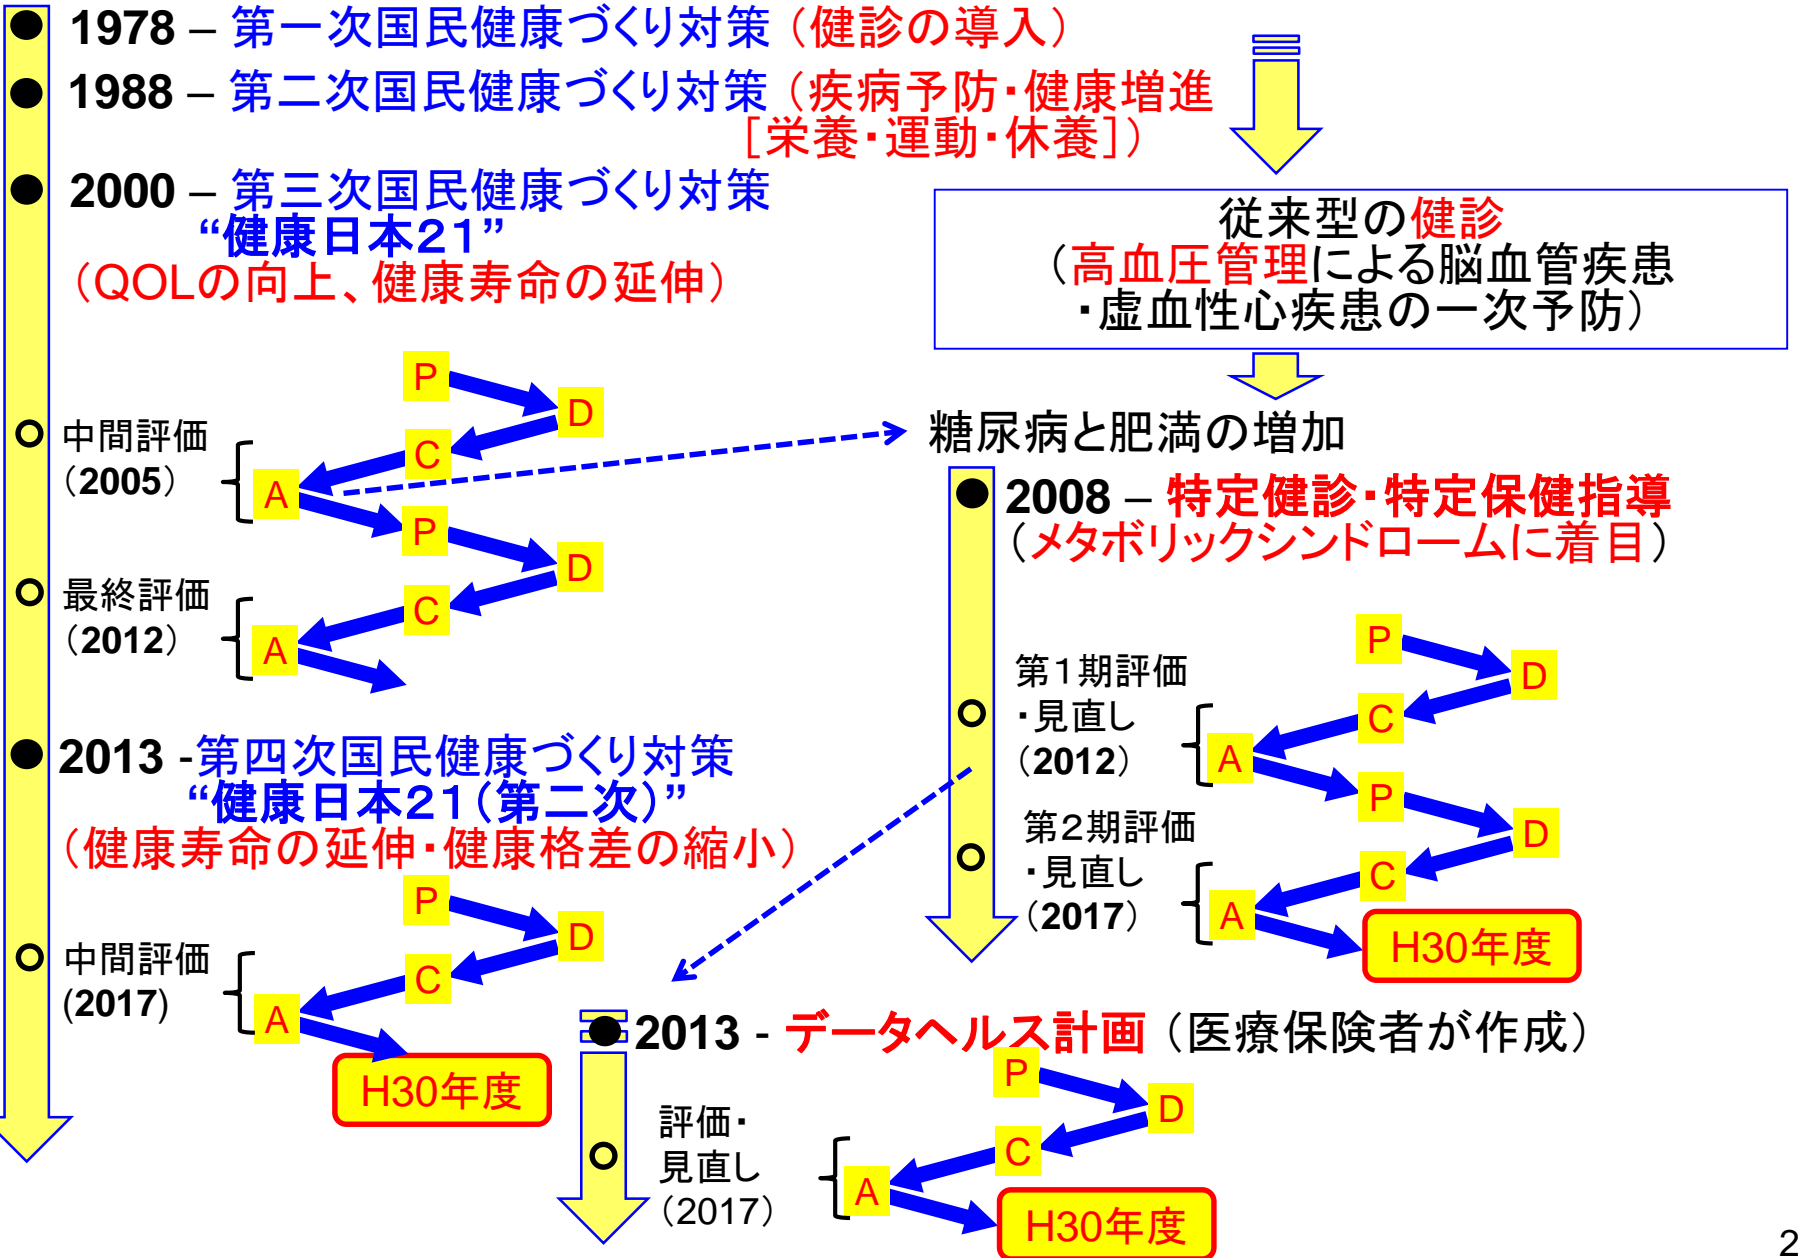 1978 – 第一次国民健康づくり対策（健診の導入）
1988 – 第二次国民健康づくり対策（疾病予防・健康増進
［栄養・運動・休養］）
2000 – 第三次国民健康づくり対策
“健康日本２１”
（QOLの向上、健康寿命の延伸）
P
D
C
A
中間評価
（2005）
P
D
C
A
最終評価
（2012）
2013 -第四次国民健康づくり対策
“健康日本２１（第二次）”
（健康寿命の延伸・健康格差の縮小）
P
D
C
A
中間評価
(2017)
H30年度
従来型の健診
（高血圧管理による脳血管疾患
・虚血性心疾患の一次予防）
糖尿病と肥満の増加
2008 – 特定健診・特定保健指導
（メタボリックシンドロームに着目）
P
D
C
A
第１期評価
・見直し
（2012）
P
D
C
A
第２期評価
・見直し
（2017）
H30年度
2013 - データヘルス計画（医療保険者が作成）
P
D
C
A
評価・
見直し
（2017）
H30年度
2